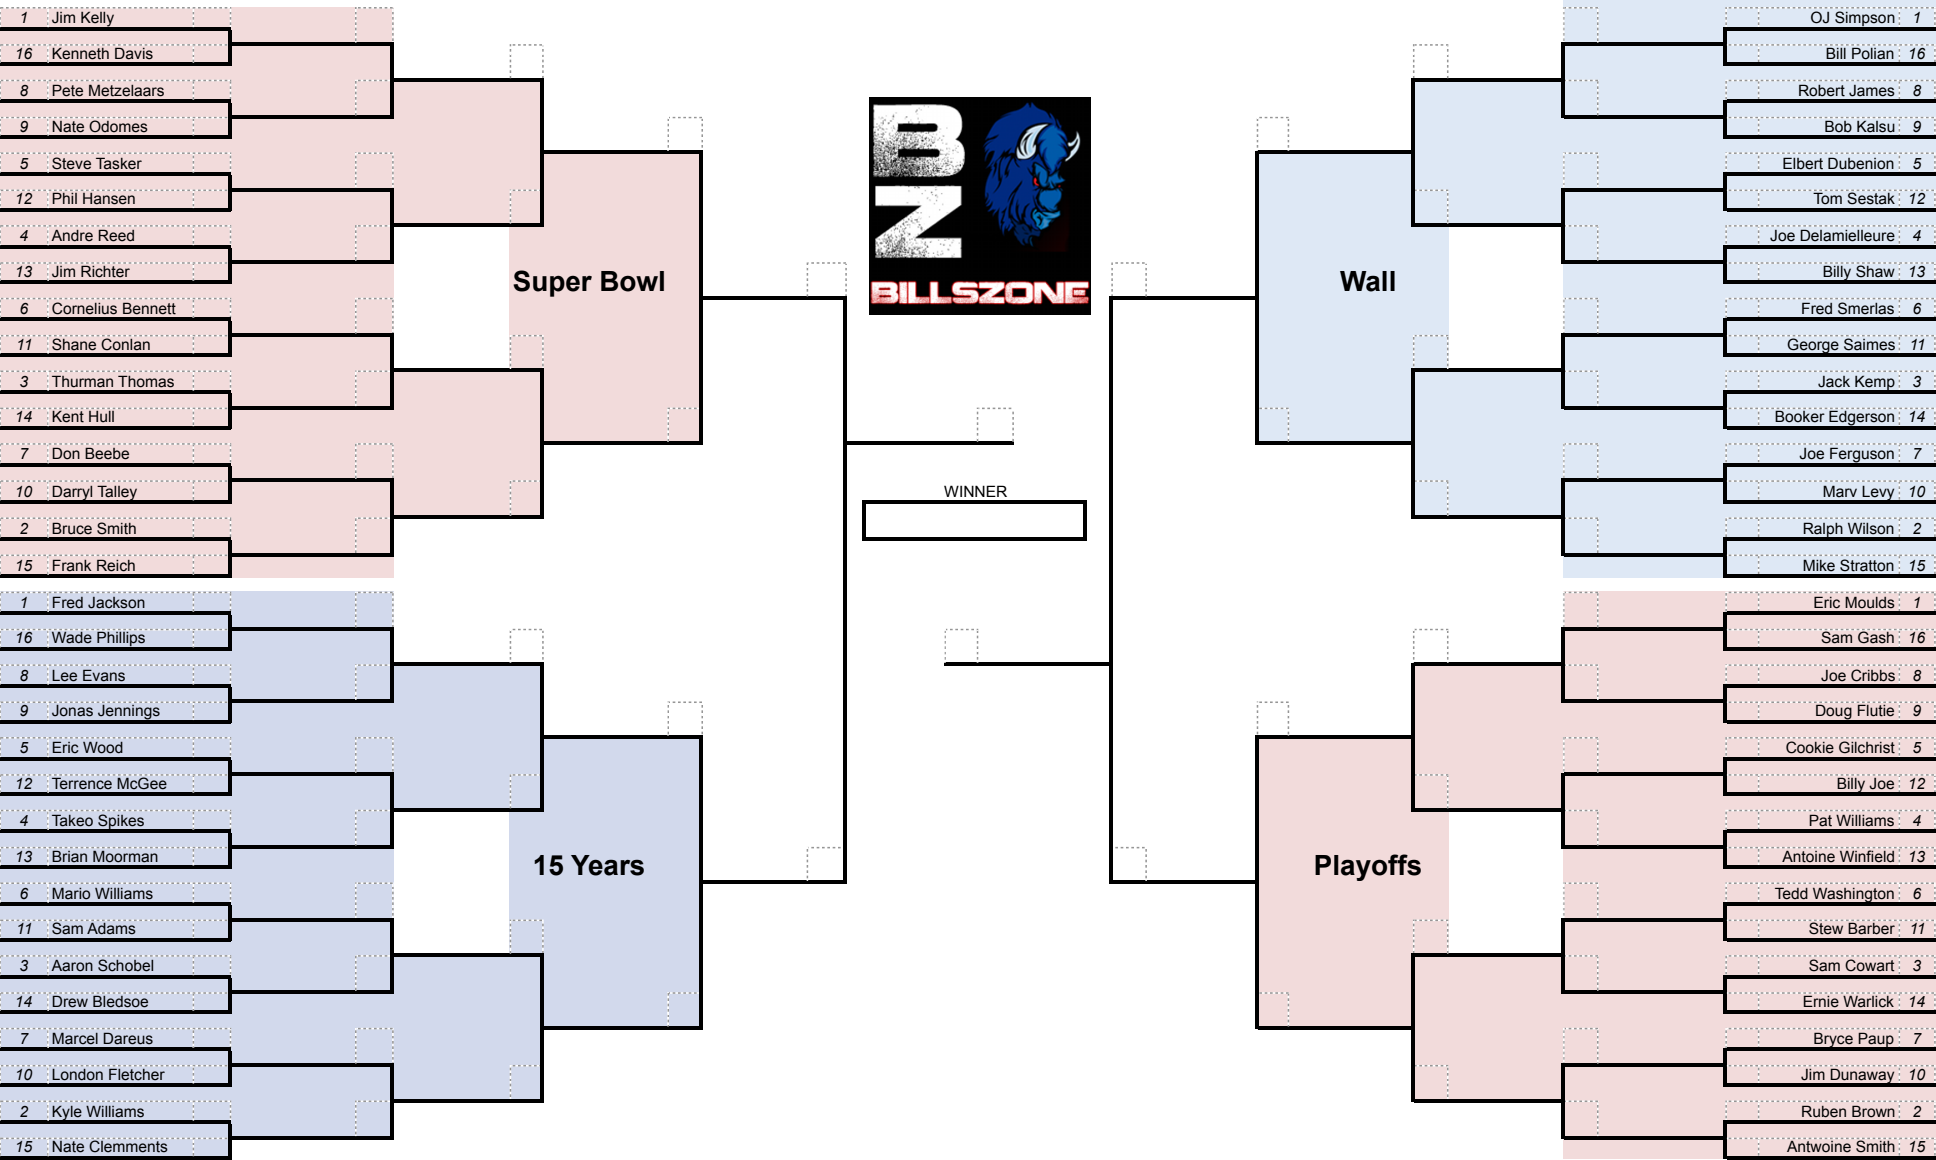 1 Jim Kelly
16 Kenneth Davis
8 Pete Metzelaars
9 Nate Odomes
5 Steve Tasker
12 Phil Hansen
4 Andre Reed
13 Jim Richter
6 Cornelius Bennett
11 Shane Conlan
3 Thurman Thomas
14 Kent Hull
7 Don Beebe
10 Darryl Talley
2 Bruce Smith
15 Frank Reich
Super Bowl
1 Fred Jackson
16 Wade Phillips
8 Lee Evans
9 Jonas Jennings
5 Eric Wood
12 Terrence McGee
4 Takeo Spikes
13 Brian Moorman
6 Mario Williams
11 Sam Adams
3 Aaron Schobel
14 Drew Bledsoe
7 Marcel Dareus
10 London Fletcher
2 Kyle Williams
15 Nate Clemments
15 Years
B
Z
BILLSZONE
WINNER
Wall
OJ Simpson 1
Bill Polian 16
Robert James 8
Bob Kalsu 9
Elbert Dubenion 5
Tom Sestak 12
Joe Delamielleure 4
Billy Shaw 13
Fred Smerlas 6
George Saimes 11
Jack Kemp 3
Booker Edgerson 14
Joe Ferguson 7
Marv Levy 10
Ralph Wilson 2
Mike Stratton 15
Playoffs
Eric Moulds 1
Sam Gash 16
Joe Cribbs 8
Doug Flutie 9
Cookie Gilchrist 5
Billy Joe 12
Pat Williams 4
Antoine Winfield 13
Tedd Washington 6
Stew Barber 11
Sam Cowart 3
Ernie Warlick 14
Bryce Paup 7
Jim Dunaway 10
Ruben Brown 2
Antwoine Smith 15